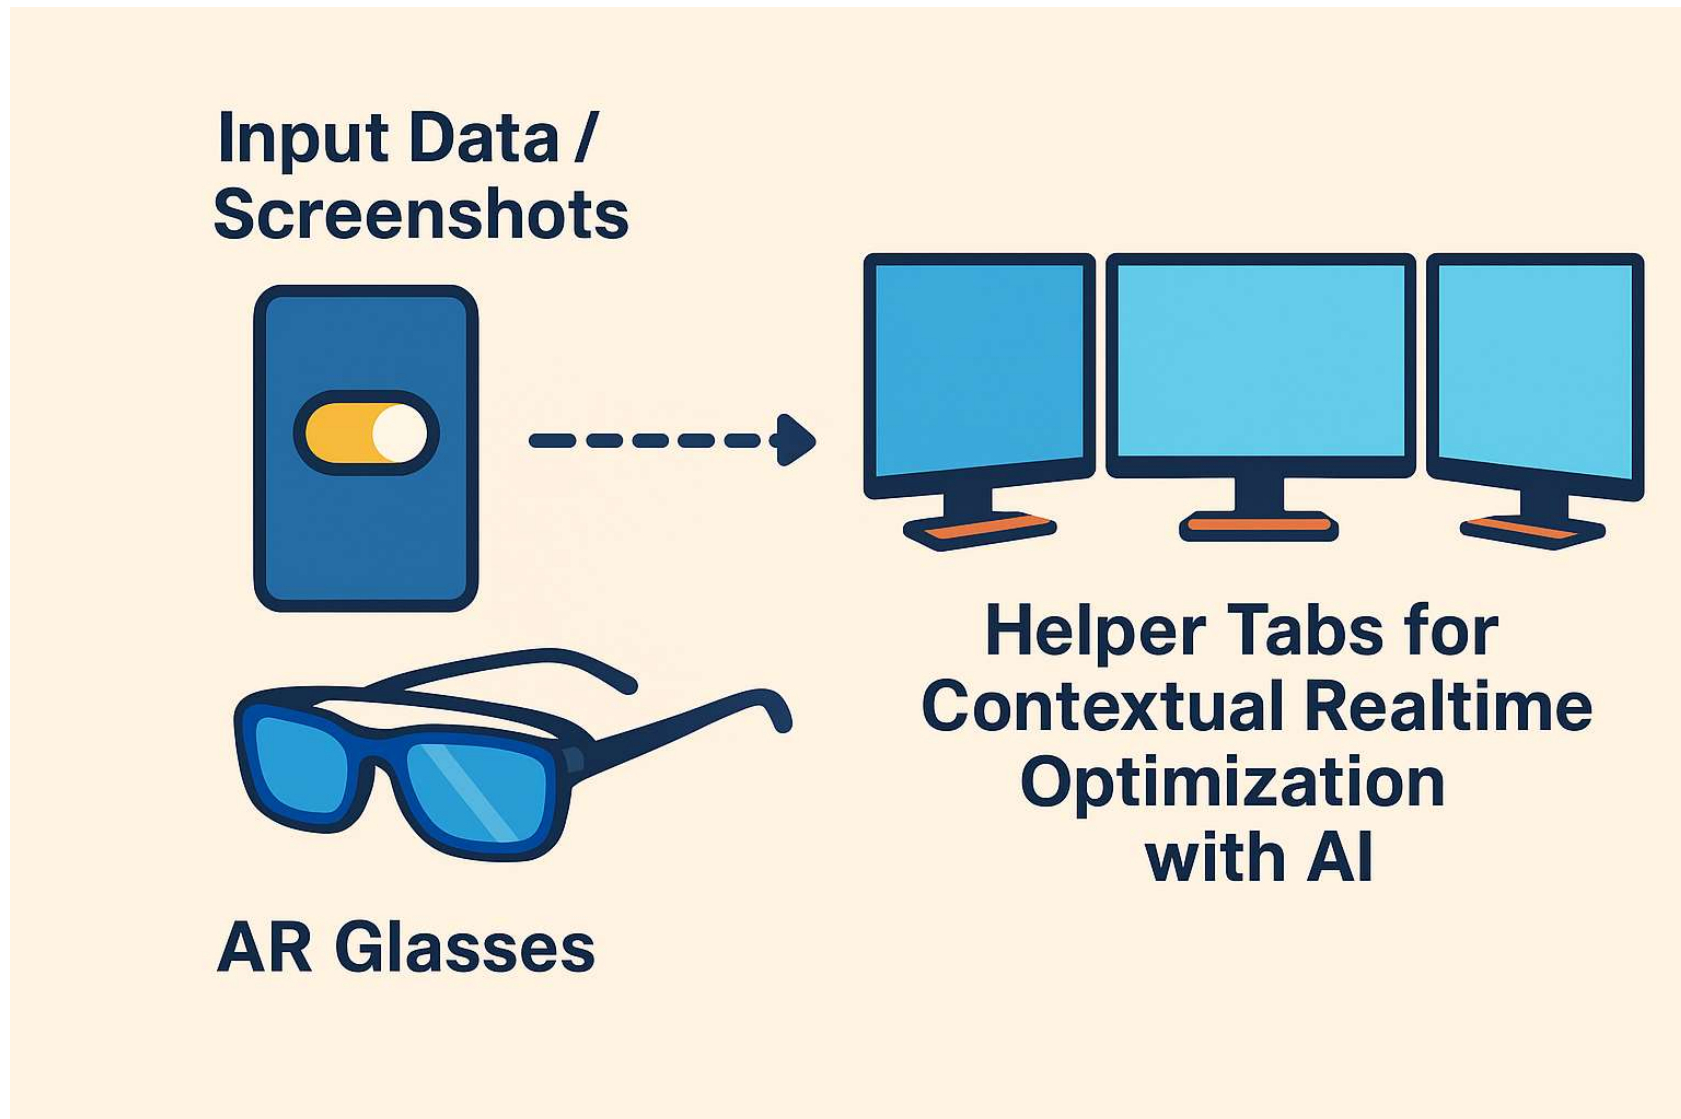 Input Data /
Screenshots
AR Glasses
Helper Tabs for
Contextual Realtime
Optimization
with AI